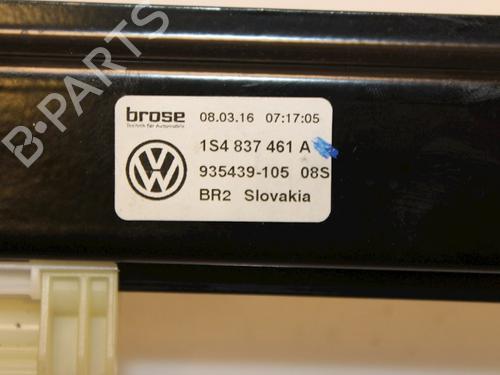 B-PARTS
brose 08.03.16 07:17:05
Technik für Automobile
1S4 837 461 A
935439-105 08S
BR2 Slovakia